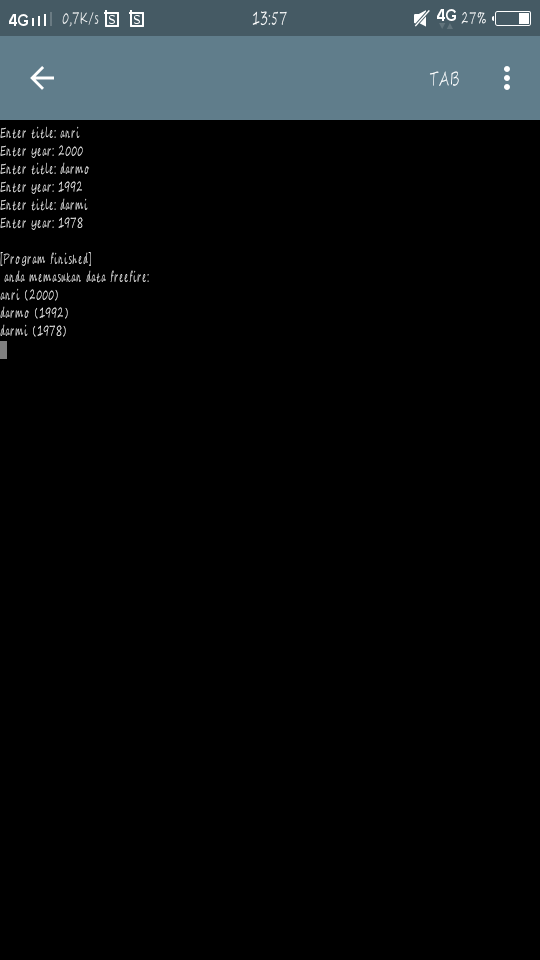 4G 0,7K/s S S 13:57 4G 27%
TAB
Enter title: anri
Enter year: 2000
Enter title: darmo
Enter year: 1992
Enter title: darmi
Enter year: 1978
[Program finished]
anda memasukan data freefire:
anri (2000)
darmo (1992)
darmi (1978)